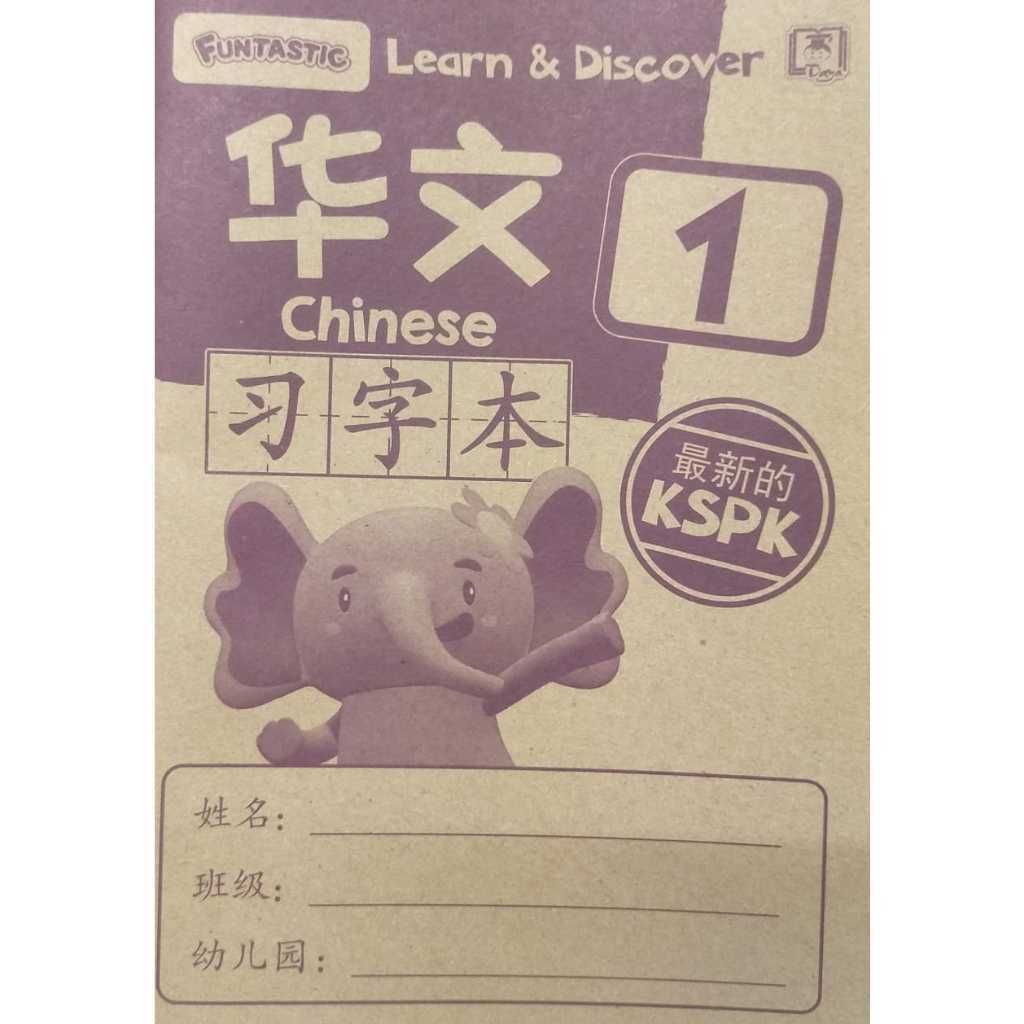 FUNTASTIC Learn & Discover
Daya
华文
1
Chinese
习字本
最新的
KSPK
姓名：
班级：
幼儿园：